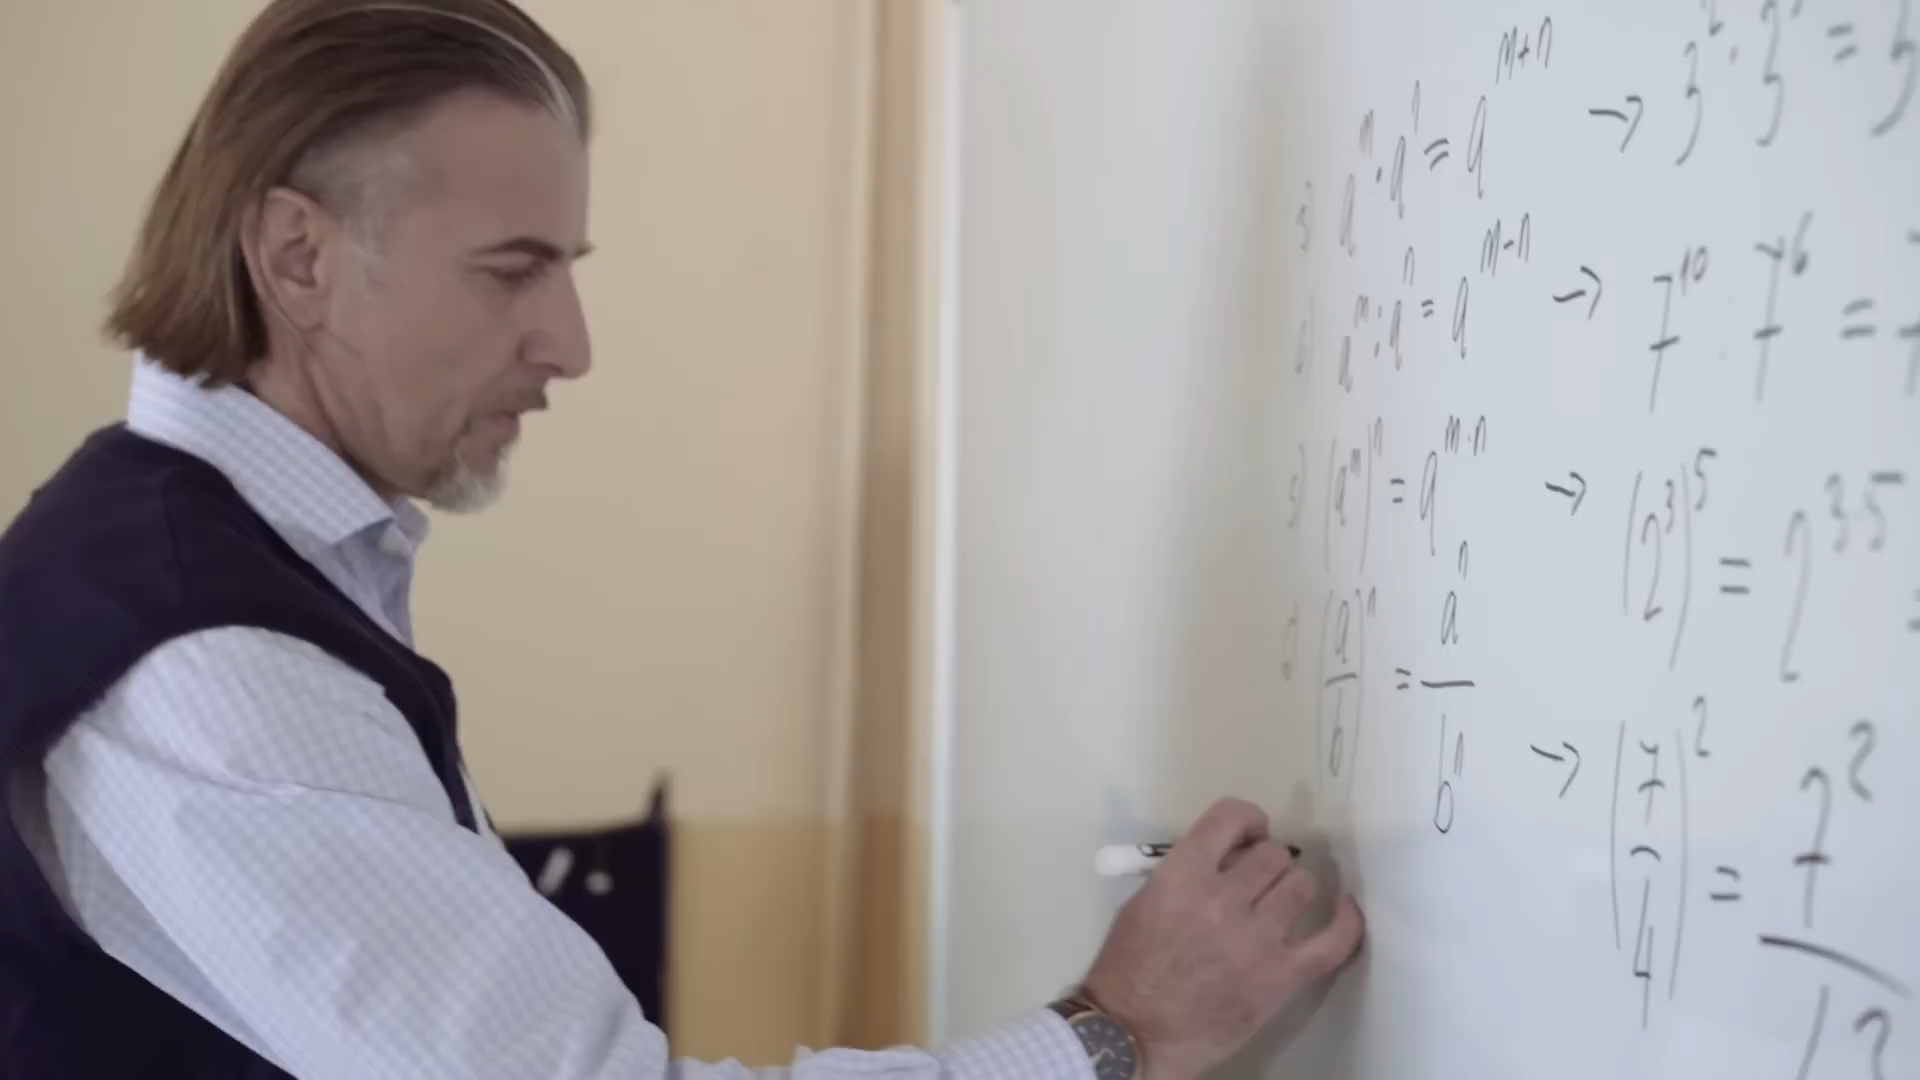 a^m · a^n = a^{m+n} → 3^2 · 3 = 3
a^m : a^n = a^{m-n} → 7^{10} · 7^6 = 7
(a^m)^n = a^{m·n} → (2^3)^5 = 2^{3·5} =
(a/b)^n = a^n/b^n → (7/4)^2 = 7^2/